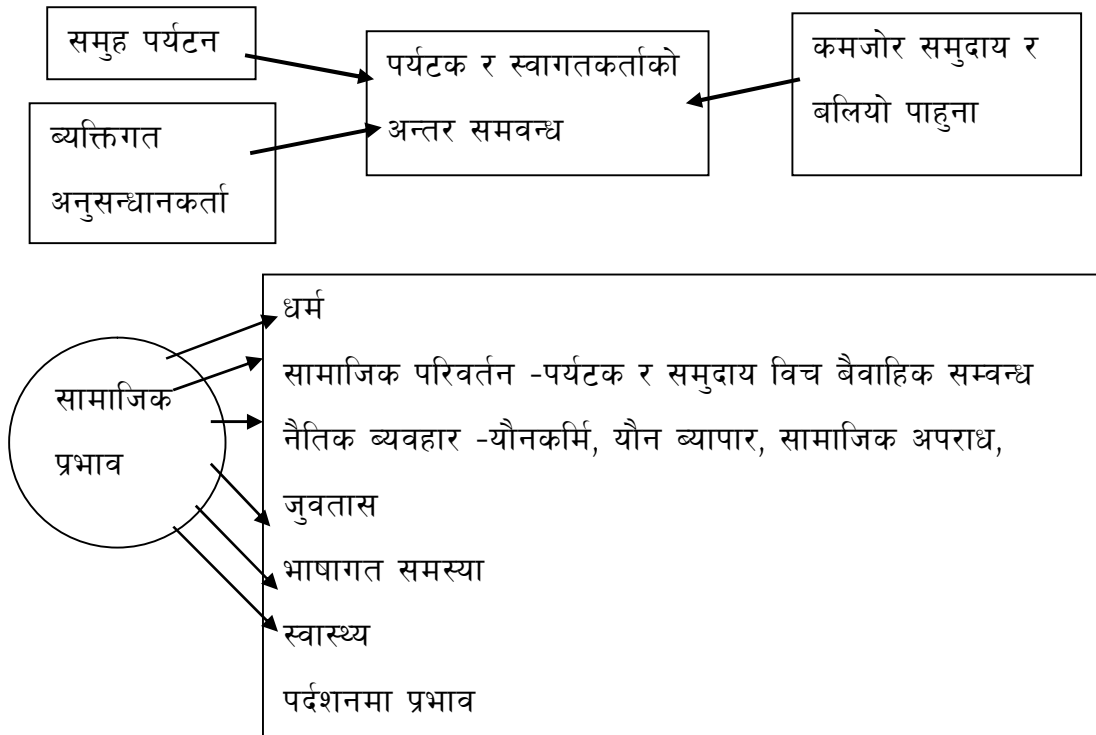 समुह पर्यटन
पर्यटक र स्वागतकर्ताको
अन्तर समवन्ध
कमजोर समुदाय र
बलियो पाहुना
ब्यक्तिगत
अनुसन्धानकर्ता
सामाजिक
प्रभाव
धर्म
सामाजिक परिवर्तन -पर्यटक र समुदाय विच बैवाहिक सम्वन्ध
नैतिक ब्यवहार -यौनकर्मि, यौन ब्यापार, सामाजिक अपराध,
जुवतास
भाषागत समस्या
स्वास्थ्य
पर्दशनमा प्रभाव